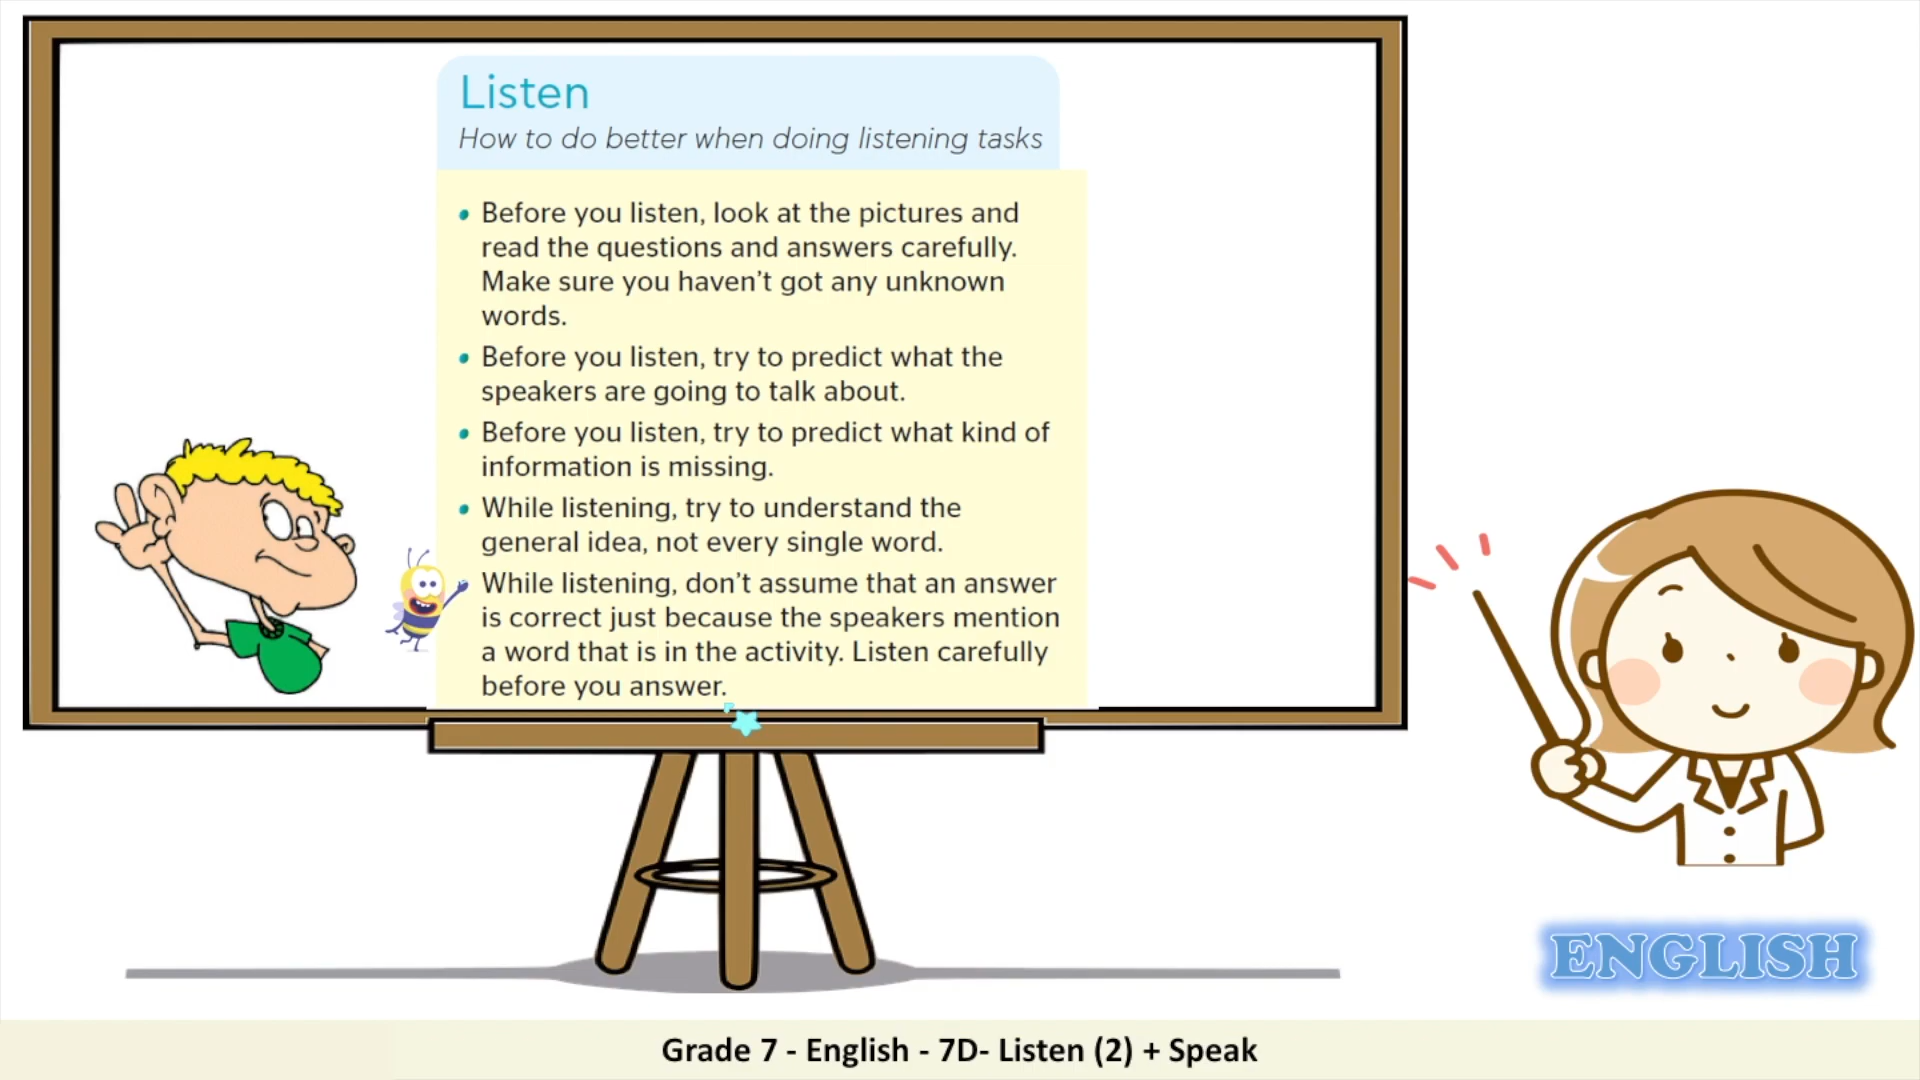 Listen
How to do better when doing listening tasks
• Before you listen, look at the pictures and
read the questions and answers carefully.
Make sure you haven’t got any unknown
words.
• Before you listen, try to predict what the
speakers are going to talk about.
• Before you listen, try to predict what kind of
information is missing.
• While listening, try to understand the
general idea, not every single word.
While listening, don’t assume that an answer
is correct just because the speakers mention
a word that is in the activity. Listen carefully
before you answer.
ENGLISH
Grade 7 - English - 7D- Listen (2) + Speak